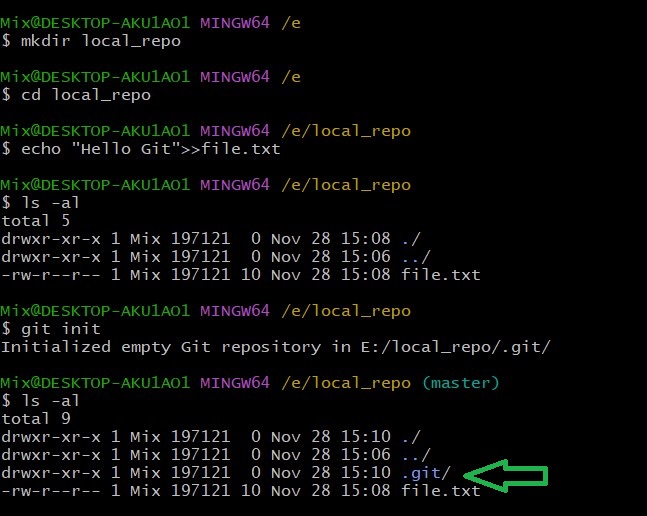 Mix@DESKTOP-AKU1AO1 MINGW64 /e
$ mkdir local_repo
Mix@DESKTOP-AKU1AO1 MINGW64 /e
$ cd local_repo
Mix@DESKTOP-AKU1AO1 MINGW64 /e/local_repo
$ echo "Hello Git">>file.txt
Mix@DESKTOP-AKU1AO1 MINGW64 /e/local_repo
$ ls -al
total 5
drwxr-xr-x 1 Mix 197121  0 Nov 28 15:08 ./
drwxr-xr-x 1 Mix 197121  0 Nov 28 15:06 ../
-rw-r--r-- 1 Mix 197121 10 Nov 28 15:08 file.txt
Mix@DESKTOP-AKU1AO1 MINGW64 /e/local_repo
$ git init
Initialized empty Git repository in E:/local_repo/.git/
Mix@DESKTOP-AKU1AO1 MINGW64 /e/local_repo (master)
$ ls -al
total 9
drwxr-xr-x 1 Mix 197121  0 Nov 28 15:10 ./
drwxr-xr-x 1 Mix 197121  0 Nov 28 15:06 ../
drwxr-xr-x 1 Mix 197121  0 Nov 28 15:10 .git/
-rw-r--r-- 1 Mix 197121 10 Nov 28 15:08 file.txt